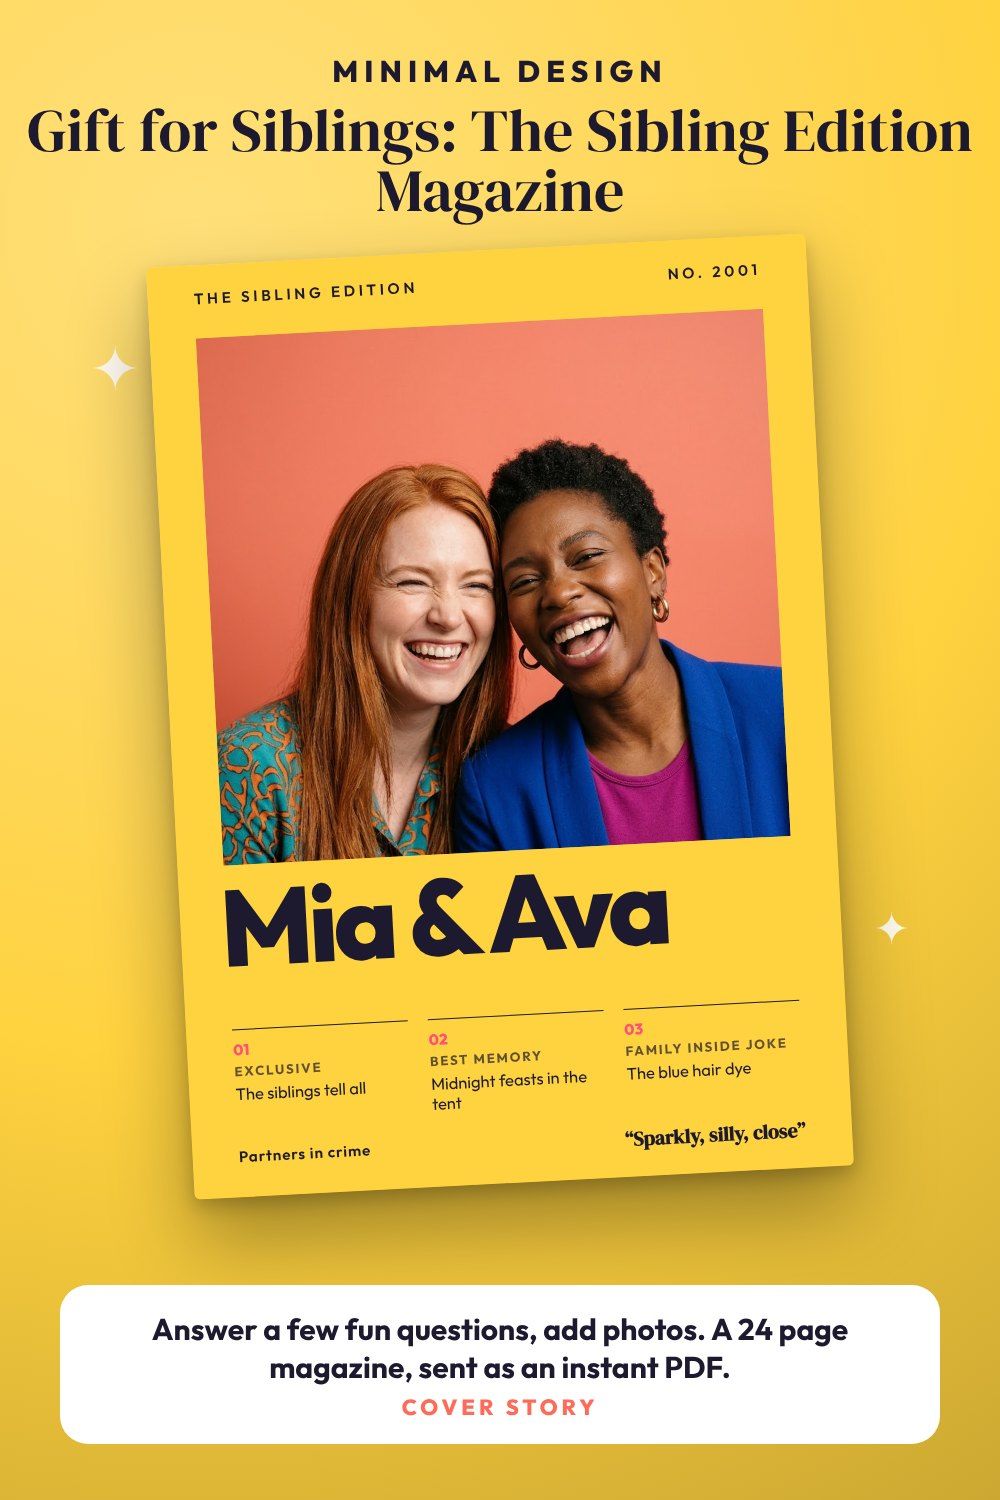 MINIMAL DESIGN
Gift for Siblings: The Sibling Edition
Magazine
THE SIBLING EDITION
NO. 2001
Mia & Ava
01
EXCLUSIVE
The siblings tell all
02
BEST MEMORY
Midnight feasts in the
tent
03
FAMILY INSIDE JOKE
The blue hair dye
Partners in crime
“Sparkly, silly, close”
Answer a few fun questions, add photos. A 24 page
magazine, sent as an instant PDF.
COVER STORY